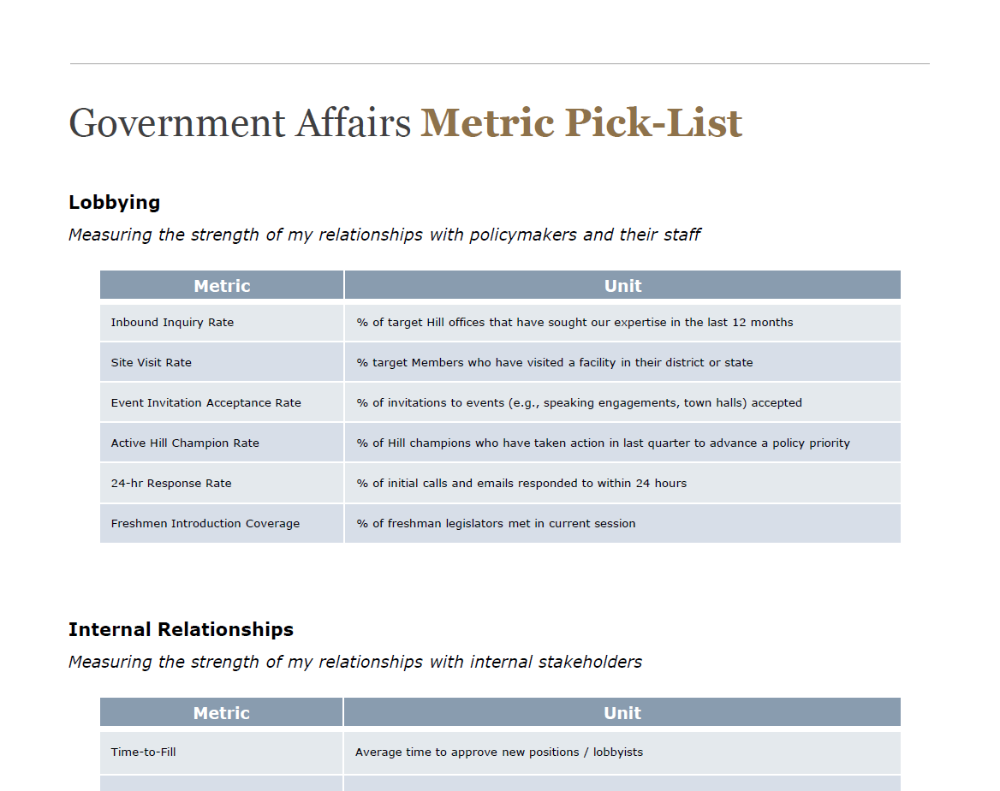 Government Affairs Metric Pick-List
Lobbying
Measuring the strength of my relationships with policymakers and their staff
Metric Unit
Inbound Inquiry Rate % of target Hill offices that have sought our expertise in the last 12 months
Site Visit Rate % target Members who have visited a facility in their district or state
Event Invitation Acceptance Rate % of invitations to events (e.g., speaking engagements, town halls) accepted
Active Hill Champion Rate % of Hill champions who have taken action in last quarter to advance a policy priority
24-hr Response Rate % of initial calls and emails responded to within 24 hours
Freshmen Introduction Coverage % of freshman legislators met in current session
Internal Relationships
Measuring the strength of my relationships with internal stakeholders
Metric Unit
Time-to-Fill Average time to approve new positions / lobbyists